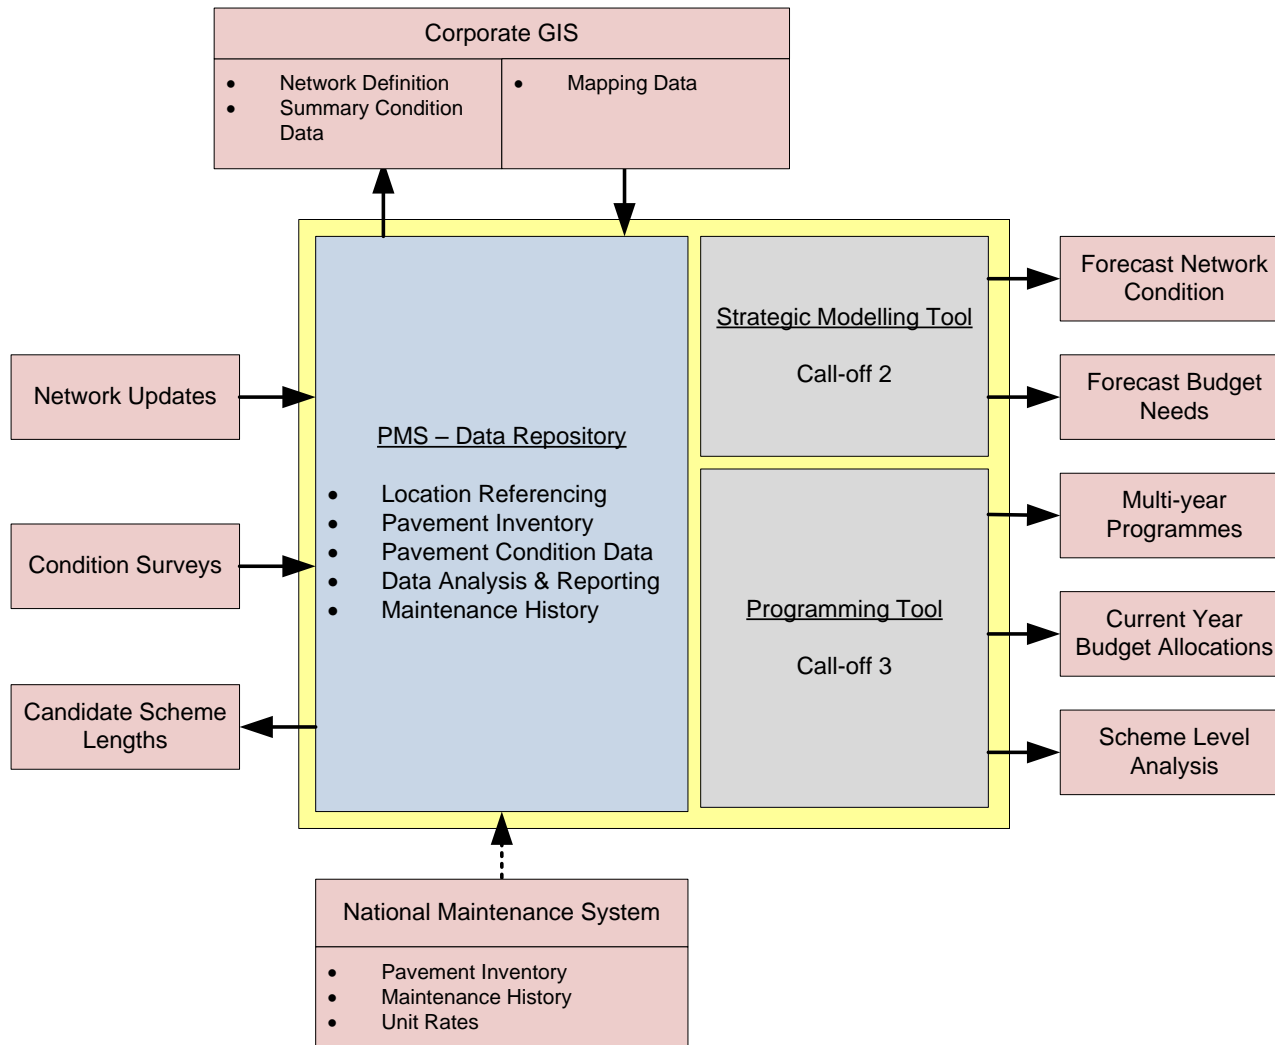 Corporate GIS
• Network Definition
• Summary Condition
Data
• Mapping Data
Network Updates
Condition Surveys
Candidate Scheme
Lengths
PMS – Data Repository
• Location Referencing
• Pavement Inventory
• Pavement Condition Data
• Data Analysis & Reporting
• Maintenance History
Strategic Modelling Tool
Call-off 2
Programming Tool
Call-off 3
Forecast Network
Condition
Forecast Budget
Needs
Multi-year
Programmes
Current Year
Budget Allocations
Scheme Level
Analysis
National Maintenance System
• Pavement Inventory
• Maintenance History
• Unit Rates